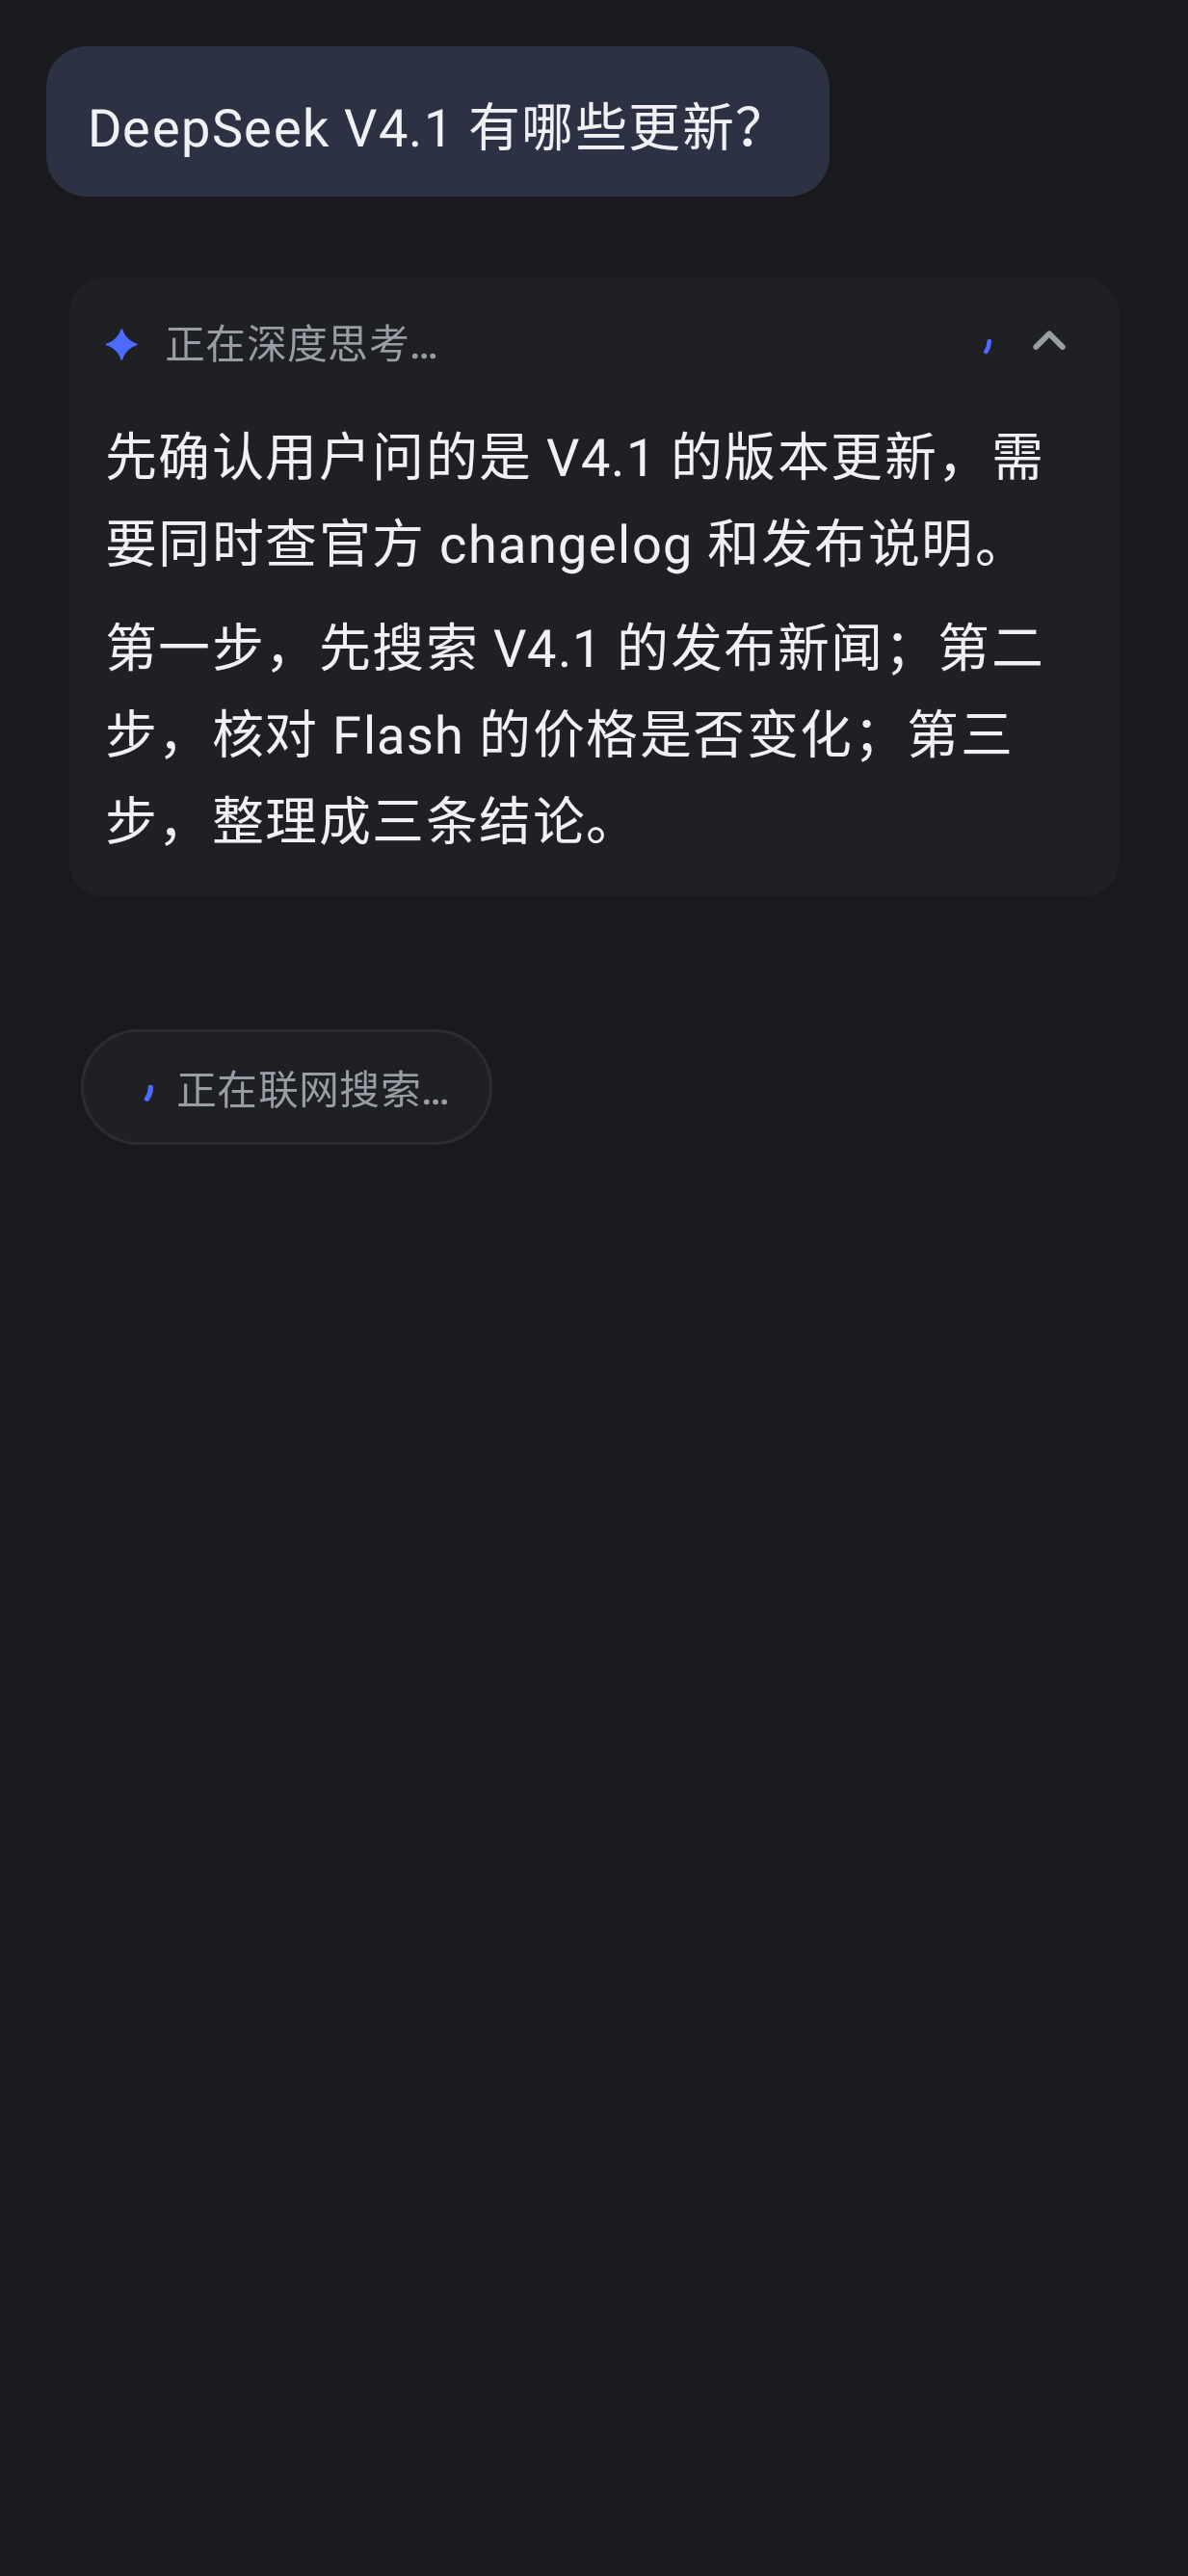 DeepSeek V4.1 有哪些更新？
正在深度思考…
先确认用户问的是 V4.1 的版本更新，需
要同时查官方 changelog 和发布说明。
第一步，先搜索 V4.1 的发布新闻；第二
步，核对 Flash 的价格是否变化；第三
步，整理成三条结论。
正在联网搜索…